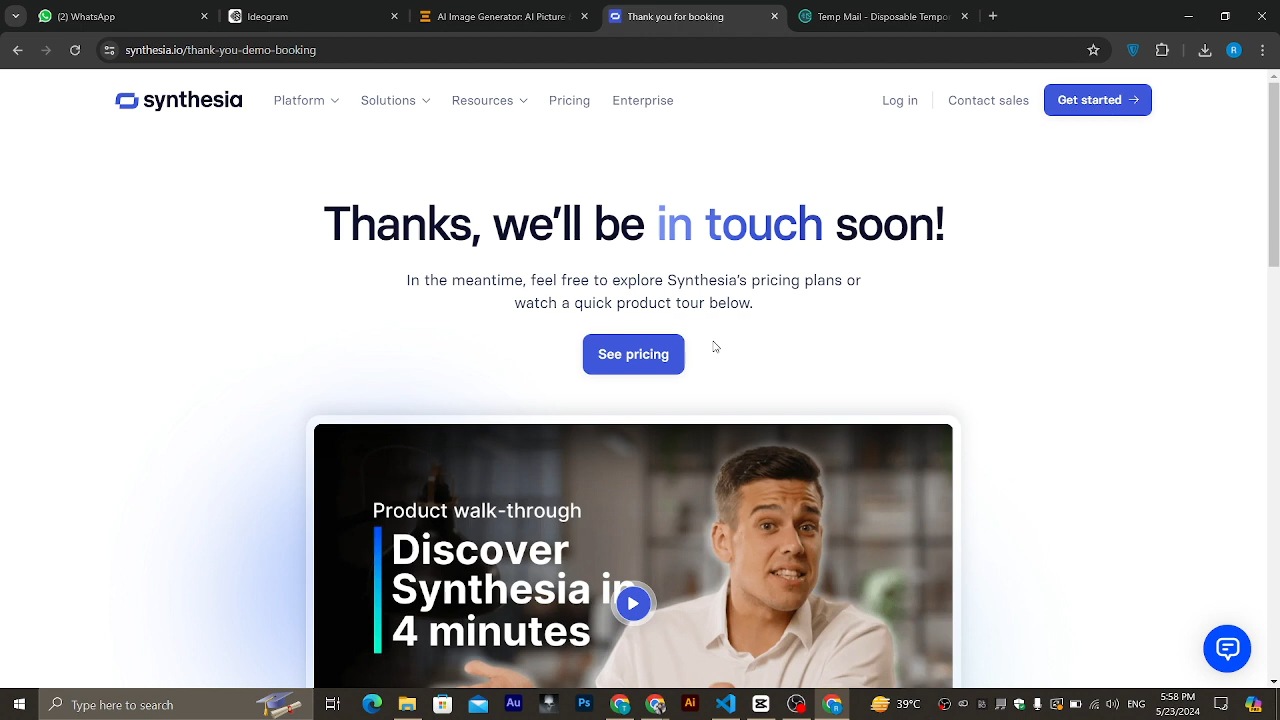 (2) WhatsApp
Ideogram
AI Image Generator: AI Picture
Thank you for booking
Temp Mail - Disposable Tempo
synthesia.io/thank-you-demo-booking
R
synthesia
Platform
Solutions
Resources
Pricing
Enterprise
Log in
Contact sales
Get started
Thanks, we'll be in touch soon!
In the meantime, feel free to explore Synthesia's pricing plans or
watch a quick product tour below.
See pricing
Product walk-through
Discover
Synthesia in
4 minutes
Type here to search
Au
Ps
Ai
39°C
ENG
5:58 PM
5/23/2024